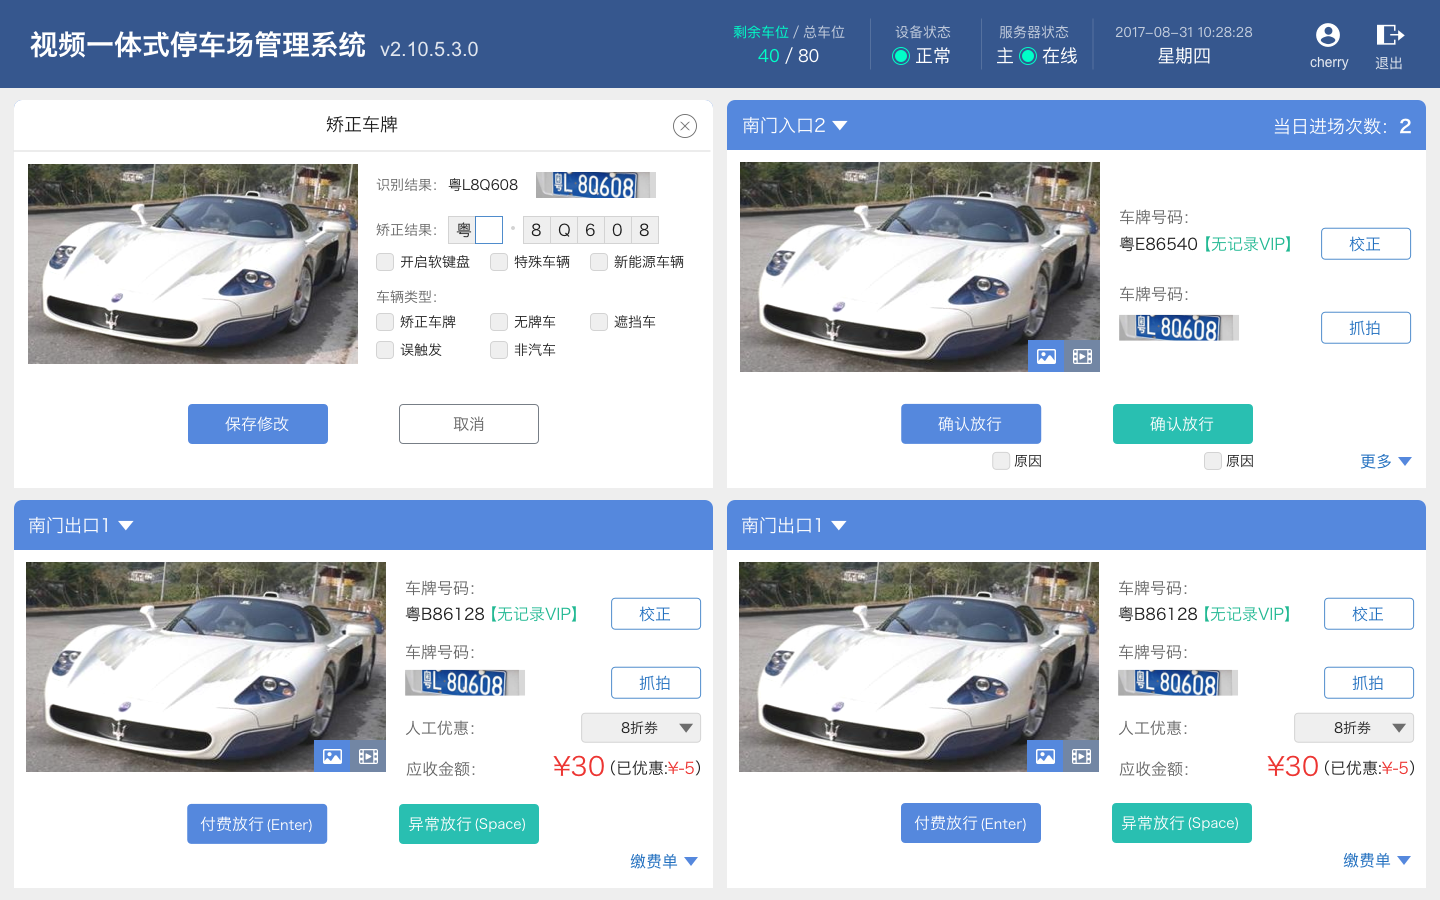 视频一体式停车场管理系统 v2.10.5.3.0
剩余车位 / 总车位
40 / 80
设备状态
正常
服务器状态
主 在线
2017-08-31 10:28:28
星期四
cherry
退出
矫正车牌
识别结果： 粤L8Q608 粤L 8Q608
矫正结果： 粤 · 8 Q 6 0 8
开启软键盘 特殊车辆 新能源车辆
车辆类型：
矫正车牌 无牌车 遮挡车
误触发 非汽车
保存修改 取消
南门入口2 当日进场次数：2
车牌号码：
粤E86540【无记录VIP】 校正
车牌号码：
粤L 8Q608 抓拍
确认放行 确认放行
原因 原因 更多
南门出口1
车牌号码：
粤B86128【无记录VIP】 校正
车牌号码：
粤L 8Q608 抓拍
人工优惠： 8折券
应收金额： ¥30 (已优惠:¥-5)
付费放行(Enter) 异常放行(Space)
缴费单
南门出口1
车牌号码：
粤B86128【无记录VIP】 校正
车牌号码：
粤L 8Q608 抓拍
人工优惠： 8折券
应收金额： ¥30 (已优惠:¥-5)
付费放行(Enter) 异常放行(Space)
缴费单